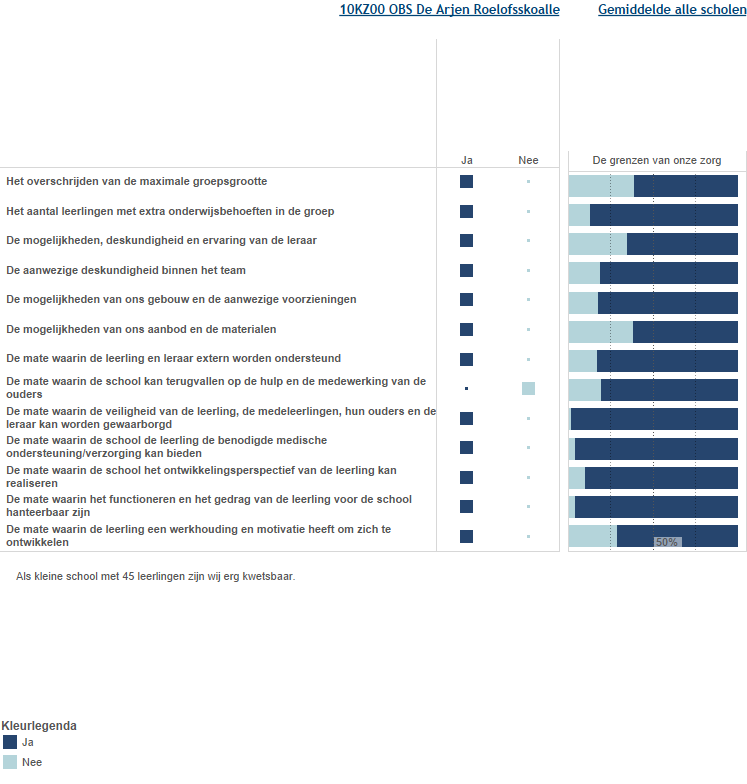 10KZ00 OBS De Arjen Roelofsskoalle
Gemiddelde alle scholen
Ja
Nee
De grenzen van onze zorg
Het overschrijden van de maximale groepsgrootte
Het aantal leerlingen met extra onderwijsbehoeften in de groep
De mogelijkheden, deskundigheid en ervaring van de leraar
De aanwezige deskundigheid binnen het team
De mogelijkheden van ons gebouw en de aanwezige voorzieningen
De mogelijkheden van ons aanbod en de materialen
De mate waarin de leerling en leraar extern worden ondersteund
De mate waarin de school kan terugvallen op de hulp en de medewerking van de
ouders
De mate waarin de veiligheid van de leerling, de medeleerlingen, hun ouders en de
leraar kan worden gewaarborgd
De mate waarin de school de leerling de benodigde medische
ondersteuning/verzorging kan bieden
De mate waarin de school het ontwikkelingsperspectief van de leerling kan
realiseren
De mate waarin het functioneren en het gedrag van de leerling voor de school
hanteerbaar zijn
De mate waarin de leerling een werkhouding en motivatie heeft om zich te
ontwikkelen
50%
Als kleine school met 45 leerlingen zijn wij erg kwetsbaar.
Kleurlegenda
Ja
Nee